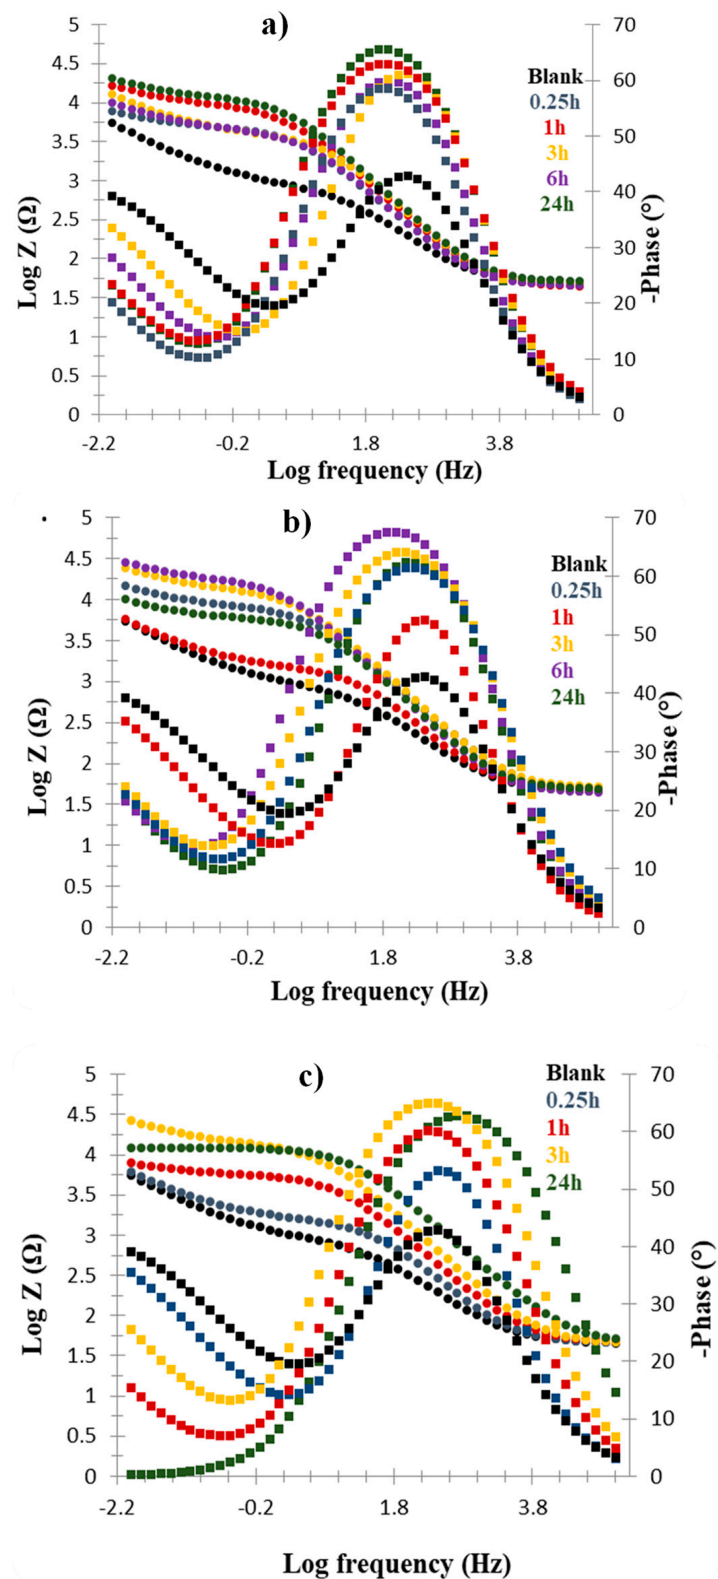 a)
5
4.5
4
3.5
3
2.5
2
1.5
1
0.5
0
Log Z (Ω)
70
60
50
40
30
20
10
0
-Phase (°)
Blank
0.25h
1h
3h
6h
24h
-2.2 -0.2 1.8 3.8
Log frequency (Hz)
b)
5
4.5
4
3.5
3
2.5
2
1.5
1
0.5
0
Log Z (Ω)
70
60
50
40
30
20
10
0
-Phase (°)
Blank
0.25h
1h
3h
6h
24h
-2.2 -0.2 1.8 3.8
Log frequency (Hz)
c)
5
4.5
4
3.5
3
2.5
2
1.5
1
0.5
0
Log Z (Ω)
70
60
50
40
30
20
10
0
-Phase (°)
Blank
0.25h
1h
3h
24h
-2.2 -0.2 1.8 3.8
Log frequency (Hz)